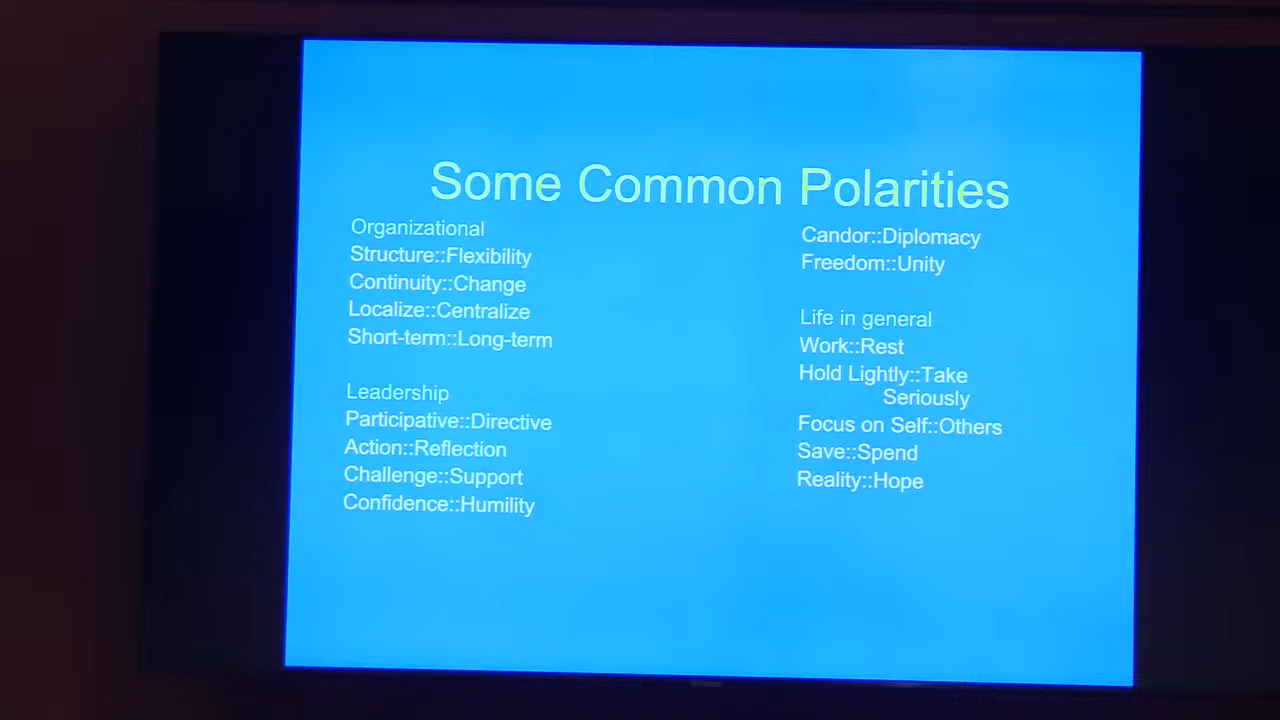 Some Common Polarities
Organizational
Structure::Flexibility
Continuity::Change
Localize::Centralize
Short-term::Long-term
Leadership
Participative::Directive
Action::Reflection
Challenge::Support
Confidence::Humility
Candor::Diplomacy
Freedom::Unity
Life in general
Work::Rest
Hold Lightly::Take
Seriously
Focus on Self::Others
Save::Spend
Reality::Hope